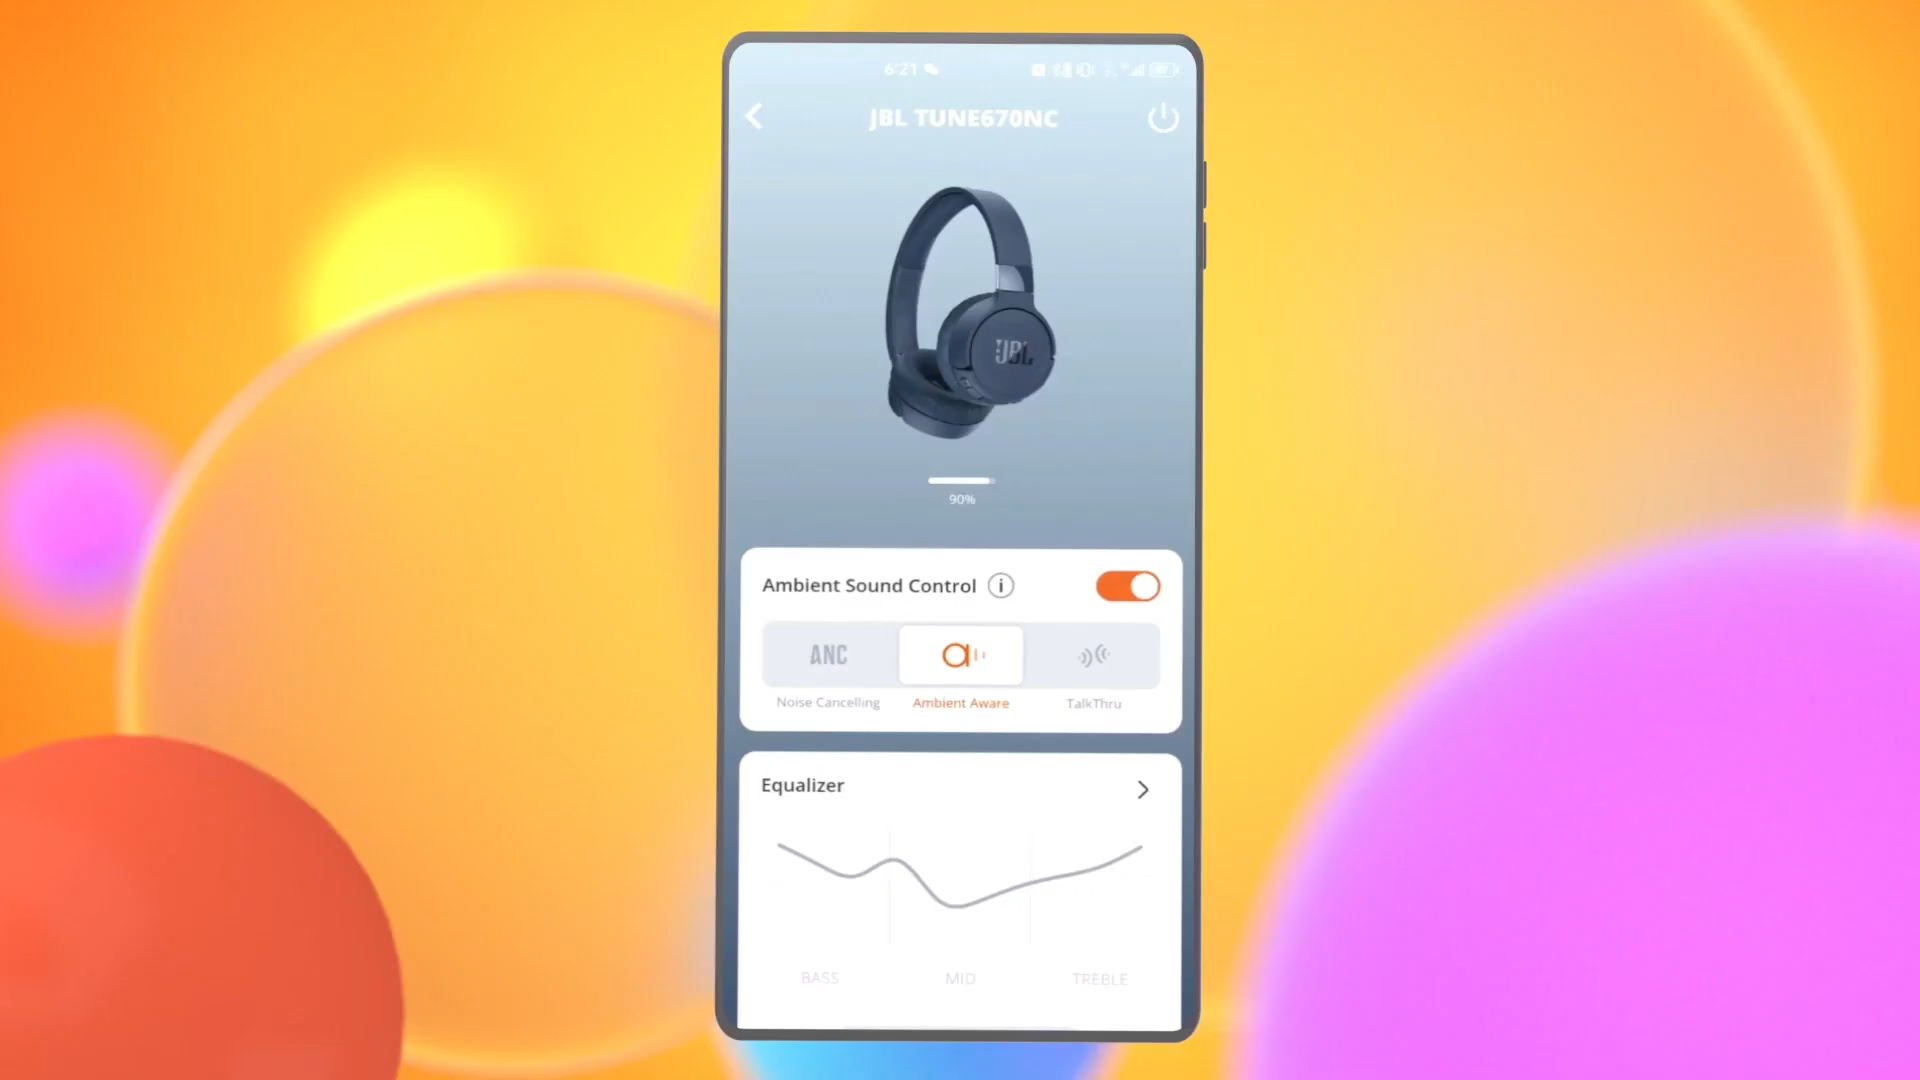 6:21
JBL TUNE670NC
JBL
90%
Ambient Sound Control i
ANC
Noise Cancelling Ambient Aware TalkThru
Equalizer
BASS MID TREBLE